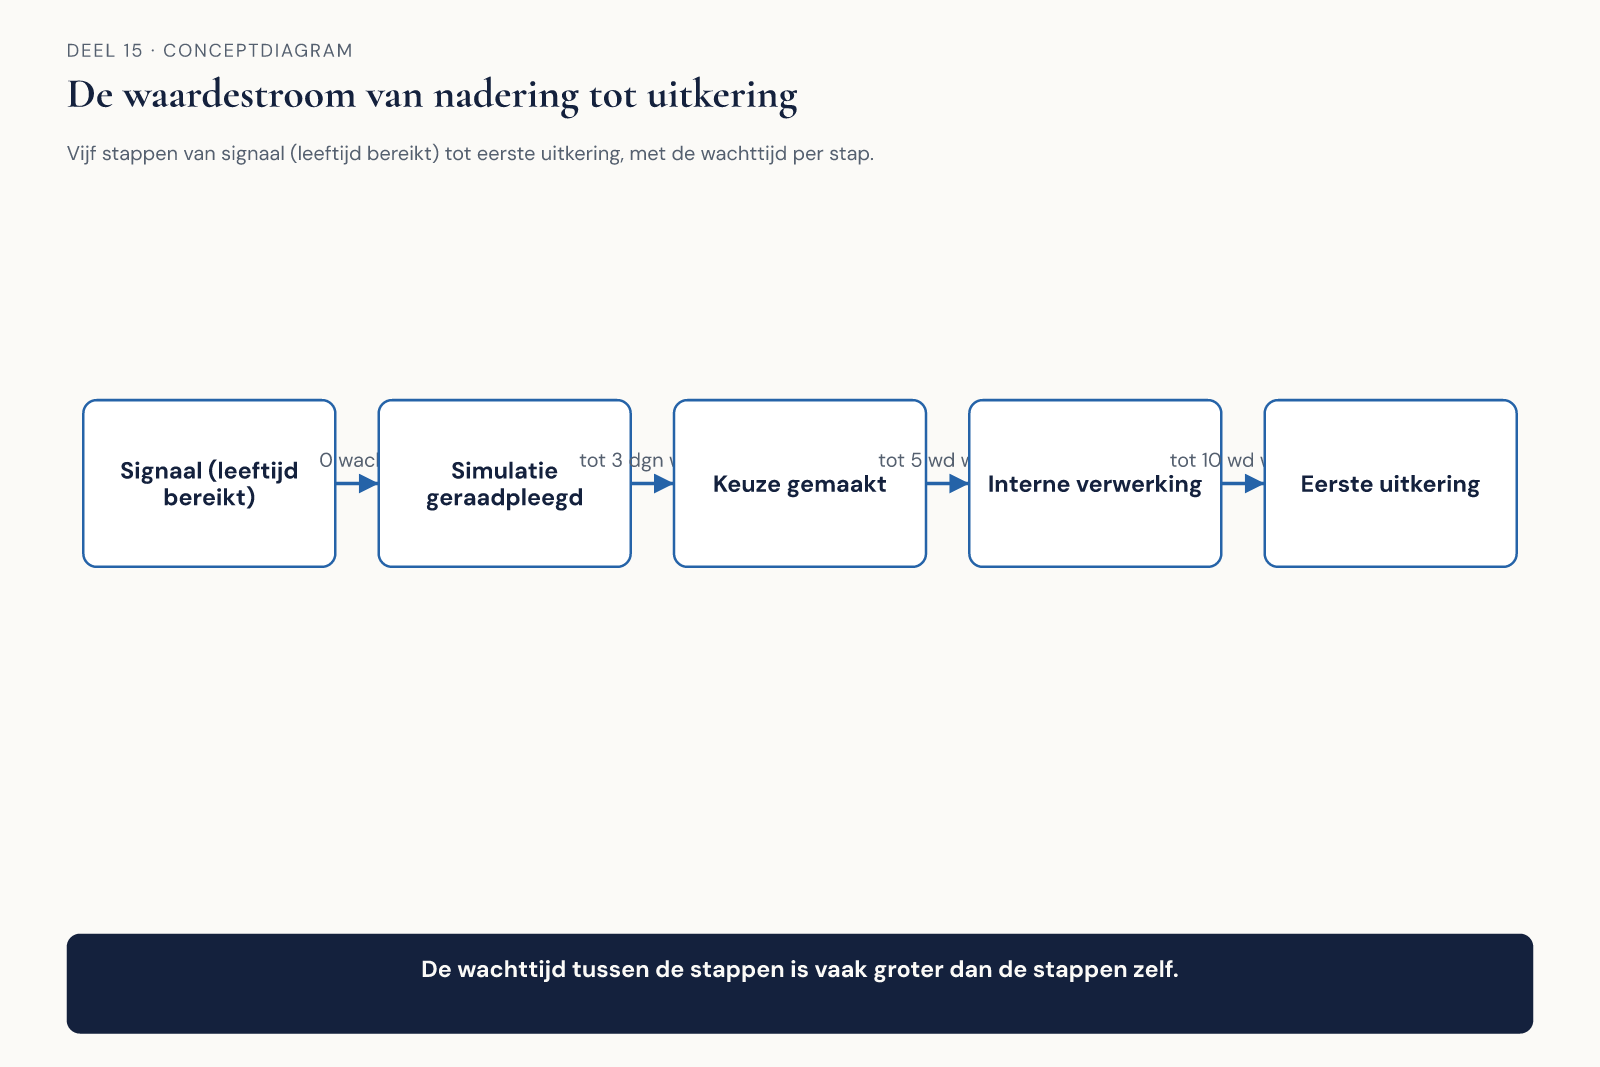 DEEL 15 · CONCEPTDIAGRAM
De waardestroom van nadering tot uitkering
Vijf stappen van signaal (leeftijd bereikt) tot eerste uitkering, met de wachttijd per stap.
Signaal (leeftijd
bereikt)
0
Simulatie
geraadpleegd
tot 3 dgn
Keuze gemaakt
tot 5 wd
Interne verwerking
tot 10 wd
Eerste uitkering
De wachttijd tussen de stappen is vaak groter dan de stappen zelf.